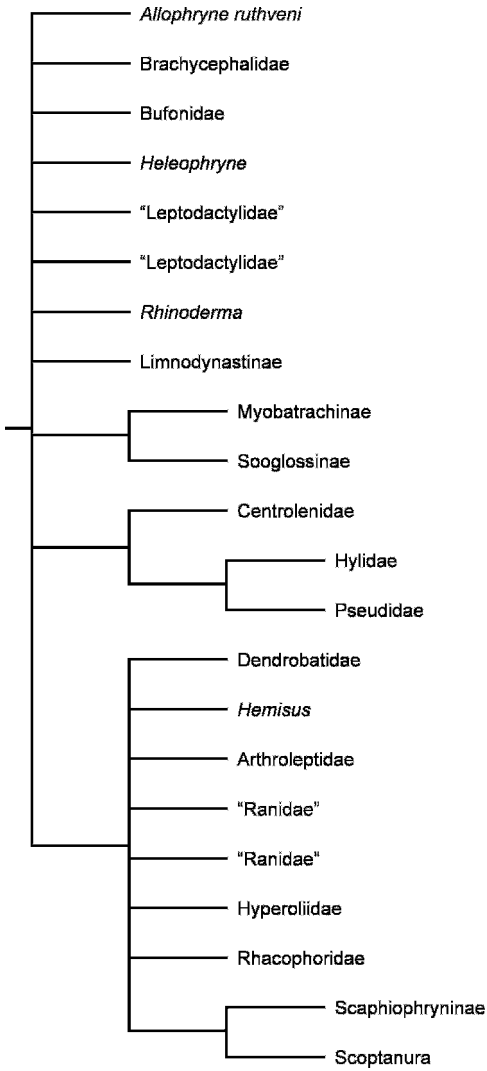 Allophryne ruthveni
Brachycephalidae
Bufonidae
Heleophryne
“Leptodactylidae”
“Leptodactylidae”
Rhinoderma
Limnodynastinae
Myobatrachinae
Sooglossinae
Centrolenidae
Hylidae
Pseudidae
Dendrobatidae
Hemisus
Arthroleptidae
“Ranidae”
“Ranidae“
Hyperoliidae
Rhacophoridae
Scaphiophryninae
Scoptanura